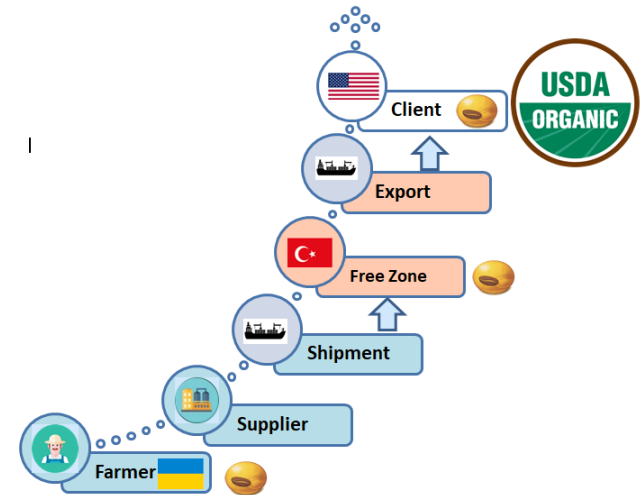 USDA
ORGANIC
Client
Export
Free Zone
Shipment
Supplier
Farmer